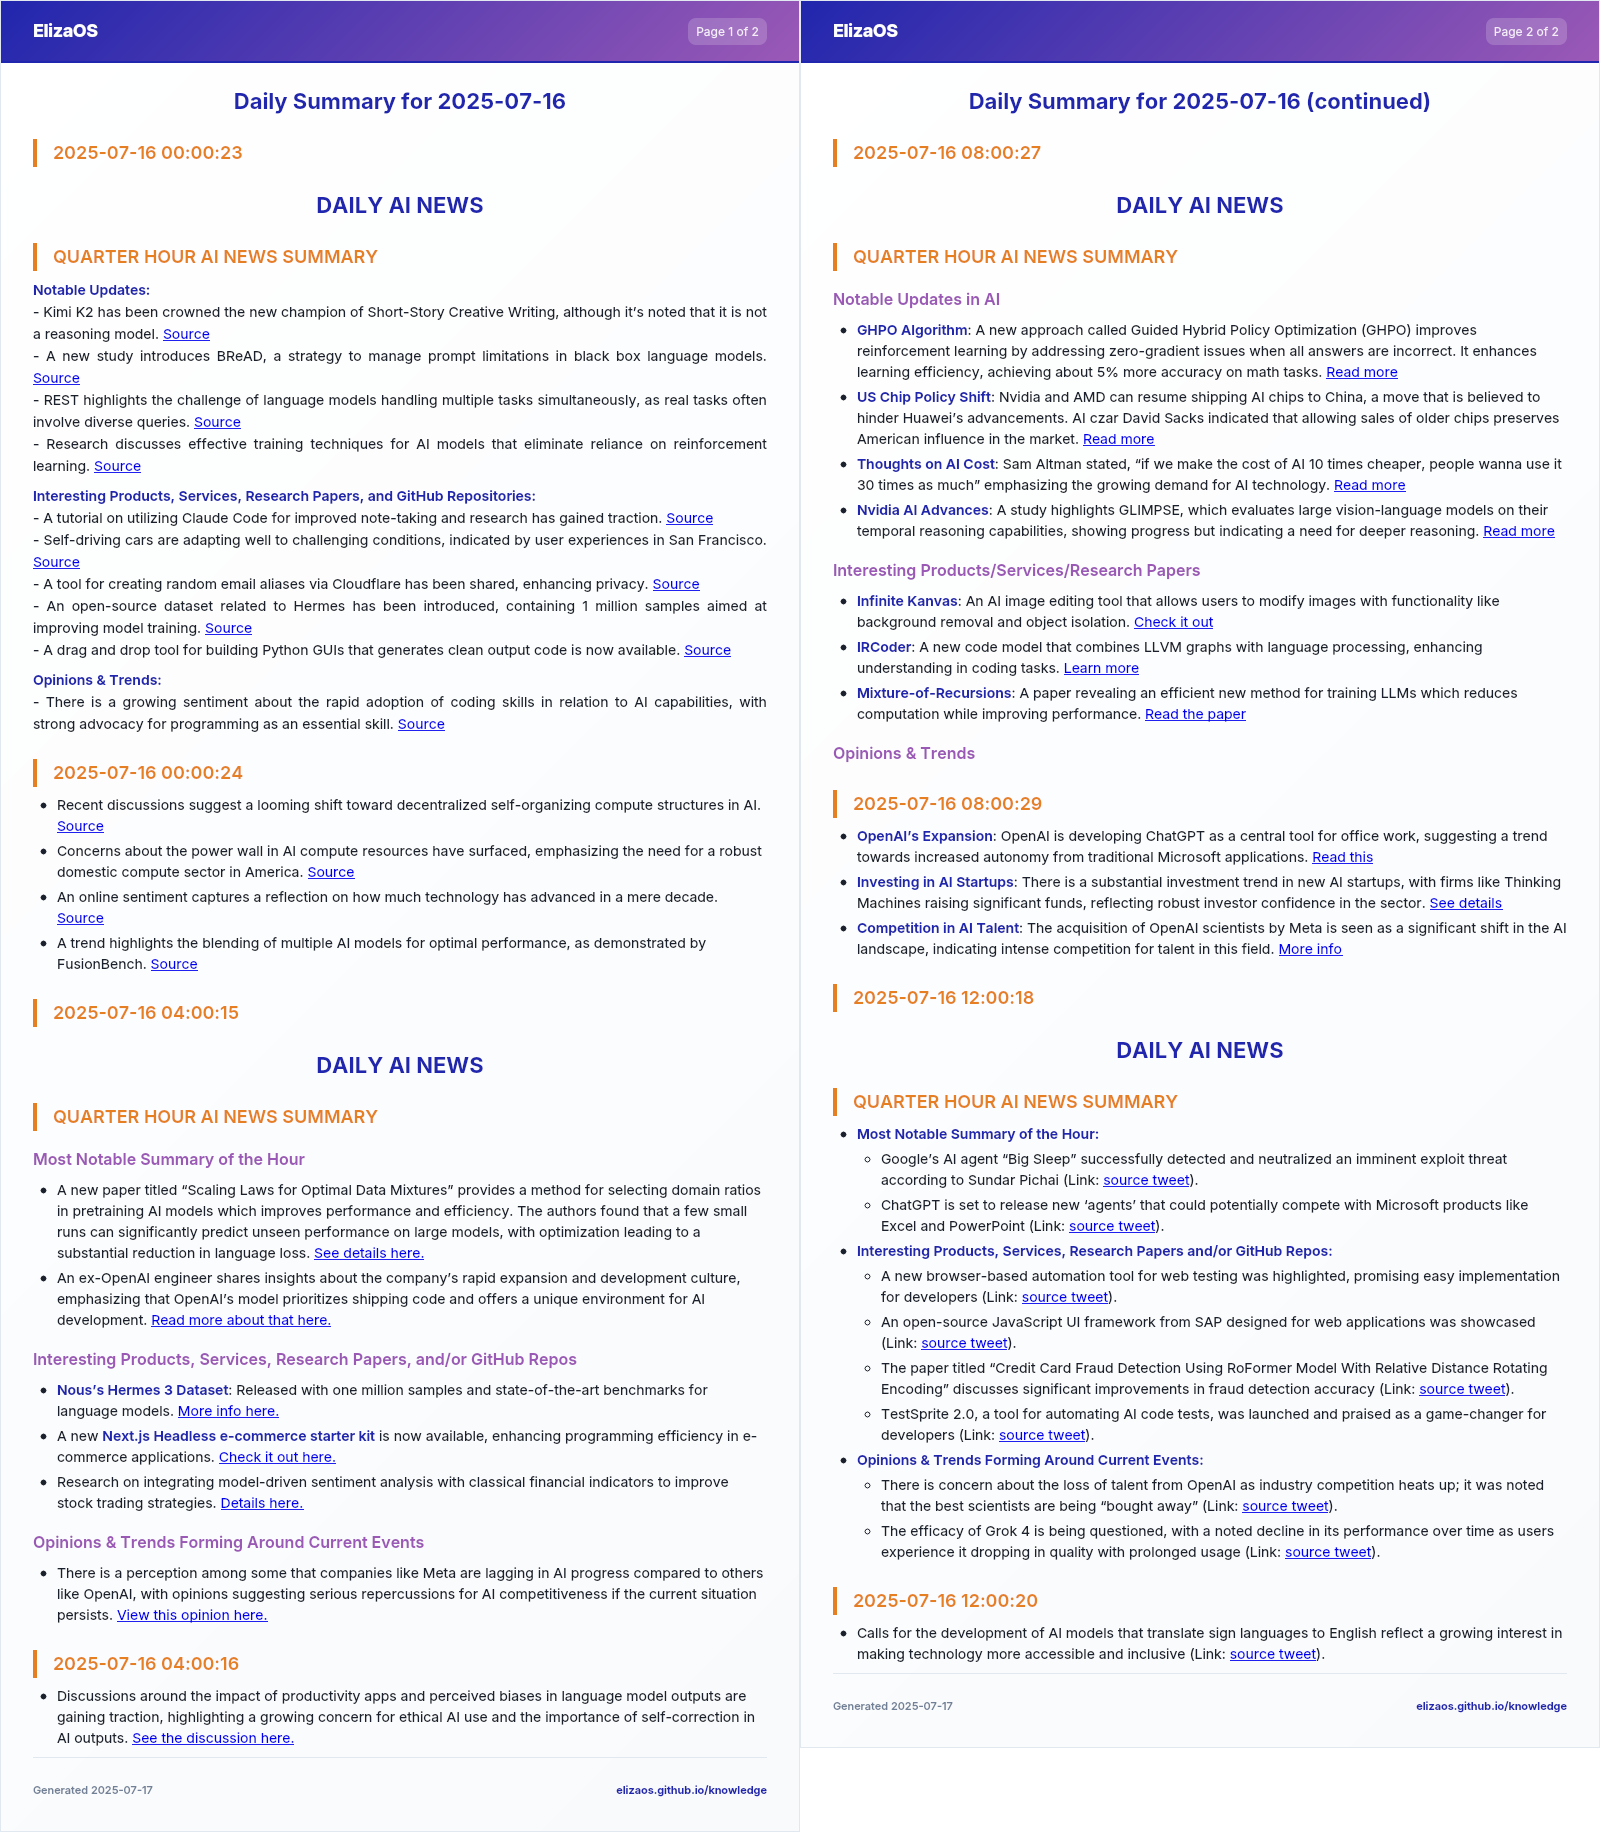 ElizaOS
Page 1 of 2
Daily Summary for 2025-07-16
2025-07-16 00:00:23
DAILY AI NEWS
QUARTER HOUR AI NEWS SUMMARY
Notable Updates:
- Kimi K2 has been crowned the new champion of Short-Story Creative Writing, although it’s noted that it is not
a reasoning model. Source
- A new study introduces BReAD, a strategy to manage prompt limitations in black box language models.
Source
- REST highlights the challenge of language models handling multiple tasks simultaneously, as real tasks often
involve diverse queries. Source
- Research discusses effective training techniques for AI models that eliminate reliance on reinforcement
learning. Source
Interesting Products, Services, Research Papers, and GitHub Repositories:
- A tutorial on utilizing Claude Code for improved note-taking and research has gained traction. Source
- Self-driving cars are adapting well to challenging conditions, indicated by user experiences in San Francisco.
Source
- A tool for creating random email aliases via Cloudflare has been shared, enhancing privacy. Source
- An open-source dataset related to Hermes has been introduced, containing 1 million samples aimed at
improving model training. Source
- A drag and drop tool for building Python GUIs that generates clean output code is now available. Source
Opinions & Trends:
- There is a growing sentiment about the rapid adoption of coding skills in relation to AI capabilities, with
strong advocacy for programming as an essential skill. Source
2025-07-16 00:00:24
• Recent discussions suggest a looming shift toward decentralized self-organizing compute structures in AI.
Source
• Concerns about the power wall in AI compute resources have surfaced, emphasizing the need for a robust
domestic compute sector in America. Source
• An online sentiment captures a reflection on how much technology has advanced in a mere decade.
Source
• A trend highlights the blending of multiple AI models for optimal performance, as demonstrated by
FusionBench. Source
2025-07-16 04:00:15
DAILY AI NEWS
QUARTER HOUR AI NEWS SUMMARY
Most Notable Summary of the Hour
• A new paper titled “Scaling Laws for Optimal Data Mixtures” provides a method for selecting domain ratios
in pretraining AI models which improves performance and efficiency. The authors found that a few small
runs can significantly predict unseen performance on large models, with optimization leading to a
substantial reduction in language loss. See details here.
• An ex-OpenAI engineer shares insights about the company’s rapid expansion and development culture,
emphasizing that OpenAI’s model prioritizes shipping code and offers a unique environment for AI
development. Read more about that here.
Interesting Products, Services, Research Papers, and/or GitHub Repos
• Nous’s Hermes 3 Dataset: Released with one million samples and state-of-the-art benchmarks for
language models. More info here.
• A new Next.js Headless e-commerce starter kit is now available, enhancing programming efficiency in e-
commerce applications. Check it out here.
• Research on integrating model-driven sentiment analysis with classical financial indicators to improve
stock trading strategies. Details here.
Opinions & Trends Forming Around Current Events
• There is a perception among some that companies like Meta are lagging in AI progress compared to others
like OpenAI, with opinions suggesting serious repercussions for AI competitiveness if the current situation
persists. View this opinion here.
2025-07-16 04:00:16
• Discussions around the impact of productivity apps and perceived biases in language model outputs are
gaining traction, highlighting a growing concern for ethical AI use and the importance of self-correction in
AI outputs. See the discussion here.
Generated 2025-07-17
elizaos.github.io/knowledge
ElizaOS
Page 2 of 2
Daily Summary for 2025-07-16 (continued)
2025-07-16 08:00:27
DAILY AI NEWS
QUARTER HOUR AI NEWS SUMMARY
Notable Updates in AI
• GHPO Algorithm: A new approach called Guided Hybrid Policy Optimization (GHPO) improves
reinforcement learning by addressing zero-gradient issues when all answers are incorrect. It enhances
learning efficiency, achieving about 5% more accuracy on math tasks. Read more
• US Chip Policy Shift: Nvidia and AMD can resume shipping AI chips to China, a move that is believed to
hinder Huawei’s advancements. AI czar David Sacks indicated that allowing sales of older chips preserves
American influence in the market. Read more
• Thoughts on AI Cost: Sam Altman stated, “if we make the cost of AI 10 times cheaper, people wanna use it
30 times as much” emphasizing the growing demand for AI technology. Read more
• Nvidia AI Advances: A study highlights GLIMPSE, which evaluates large vision-language models on their
temporal reasoning capabilities, showing progress but indicating a need for deeper reasoning. Read more
Interesting Products/Services/Research Papers
• Infinite Kanvas: An AI image editing tool that allows users to modify images with functionality like
background removal and object isolation. Check it out
• IRCoder: A new code model that combines LLVM graphs with language processing, enhancing
understanding in coding tasks. Learn more
• Mixture-of-Recursions: A paper revealing an efficient new method for training LLMs which reduces
computation while improving performance. Read the paper
Opinions & Trends
2025-07-16 08:00:29
• OpenAI’s Expansion: OpenAI is developing ChatGPT as a central tool for office work, suggesting a trend
towards increased autonomy from traditional Microsoft applications. Read this
• Investing in AI Startups: There is a substantial investment trend in new AI startups, with firms like Thinking
Machines raising significant funds, reflecting robust investor confidence in the sector. See details
• Competition in AI Talent: The acquisition of OpenAI scientists by Meta is seen as a significant shift in the AI
landscape, indicating intense competition for talent in this field. More info
2025-07-16 12:00:18
DAILY AI NEWS
QUARTER HOUR AI NEWS SUMMARY
• Most Notable Summary of the Hour:
◦ Google’s AI agent “Big Sleep” successfully detected and neutralized an imminent exploit threat
according to Sundar Pichai (Link: source tweet).
◦ ChatGPT is set to release new ‘agents’ that could potentially compete with Microsoft products like
Excel and PowerPoint (Link: source tweet).
• Interesting Products, Services, Research Papers and/or GitHub Repos:
◦ A new browser-based automation tool for web testing was highlighted, promising easy implementation
for developers (Link: source tweet).
◦ An open-source JavaScript UI framework from SAP designed for web applications was showcased
(Link: source tweet).
◦ The paper titled “Credit Card Fraud Detection Using RoFormer Model With Relative Distance Rotating
Encoding” discusses significant improvements in fraud detection accuracy (Link: source tweet).
◦ TestSprite 2.0, a tool for automating AI code tests, was launched and praised as a game-changer for
developers (Link: source tweet).
• Opinions & Trends Forming Around Current Events:
◦ There is concern about the loss of talent from OpenAI as industry competition heats up; it was noted
that the best scientists are being “bought away” (Link: source tweet).
◦ The efficacy of Grok 4 is being questioned, with a noted decline in its performance over time as users
experience it dropping in quality with prolonged usage (Link: source tweet).
2025-07-16 12:00:20
• Calls for the development of AI models that translate sign languages to English reflect a growing interest in
making technology more accessible and inclusive (Link: source tweet).
Generated 2025-07-17
elizaos.github.io/knowledge